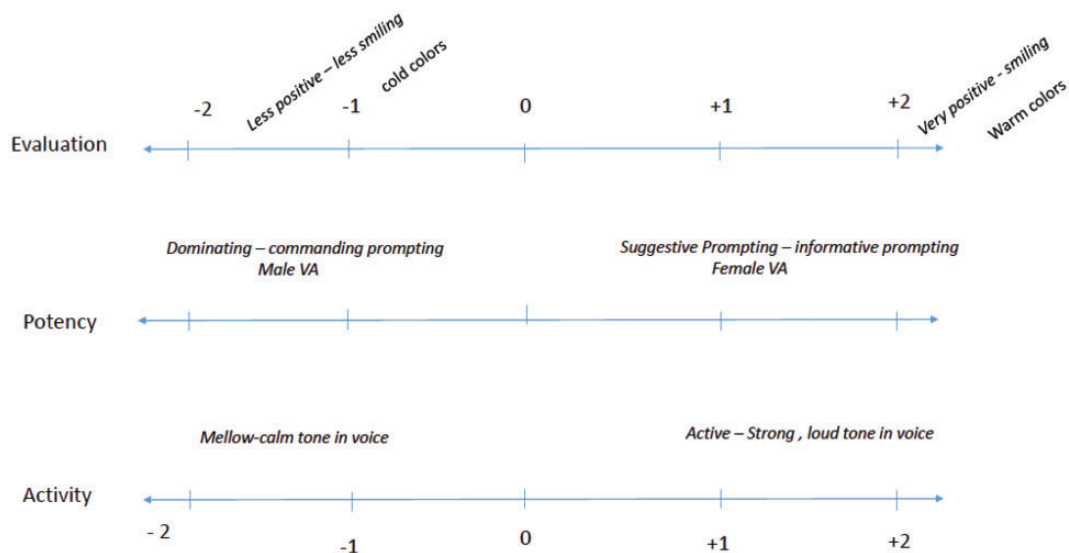 Less positive – less smiling
cold colors
Very positive - smiling
Warm colors
-2
-1
0
+1
+2
Evaluation
Dominating – commanding prompting
Male VA
Suggestive Prompting – informative prompting
Female VA
Potency
Mellow-calm tone in voice
Active – Strong , loud tone in voice
Activity
- 2
-1
0
+1
+2